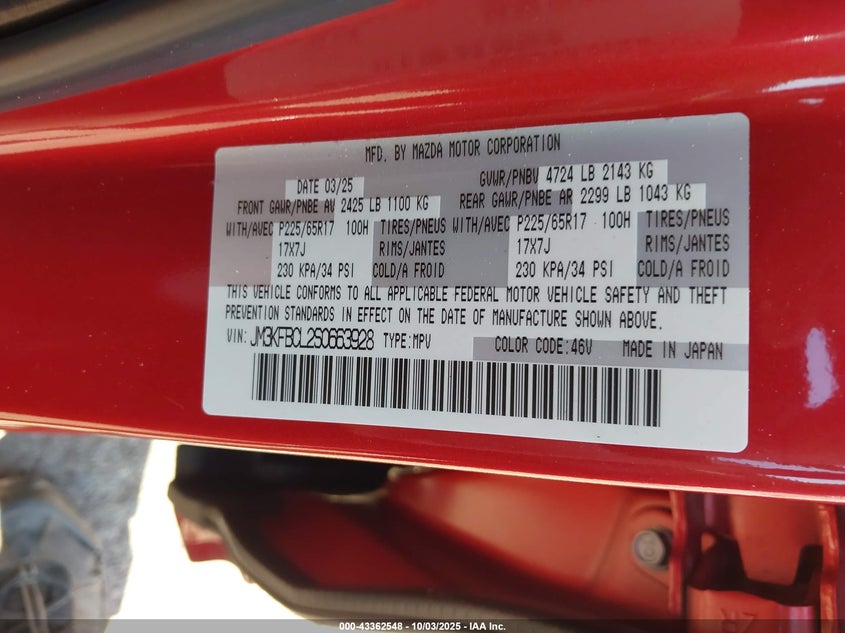 MFD. BY MAZDA MOTOR CORPORATION
DATE 03/25 GVWR/PNBV 4724 LB 2143 KG
FRONT GAWR/PNBE AV 2425 LB 1100 KG REAR GAWR/PNBE AR 2299 LB 1043 KG
WITH/AVEC P225/65R17 100H TIRES/PNEUS WITH/AVEC P225/65R17 100H TIRES/PNEUS
17X7J RIMS/JANTES 17X7J RIMS/JANTES
230 KPA/34 PSI COLD/A FROID 230 KPA/34 PSI COLD/A FROID
THIS VEHICLE CONFORMS TO ALL APPLICABLE FEDERAL MOTOR VEHICLE SAFETY AND THEFT
PREVENTION STANDARDS IN EFFECT ON THE DATE OF MANUFACTURE SHOWN ABOVE.
VIN: JM3KFBCL2S0663928 TYPE:MPV COLOR CODE:46V MADE IN JAPAN
000-43362548 - 10/03/2025 - IAA Inc.